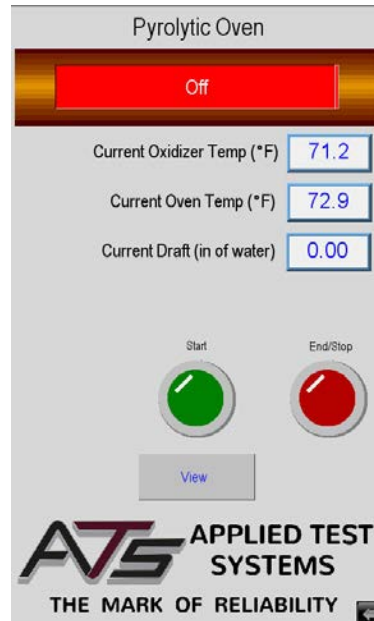 Pyrolytic Oven
Off
Current Oxidizer Temp (°F) 71.2
Current Oven Temp (°F) 72.9
Current Draft (in of water) 0.00
Start End/Stop
View
ATS APPLIED TEST
SYSTEMS
THE MARK OF RELIABILITY